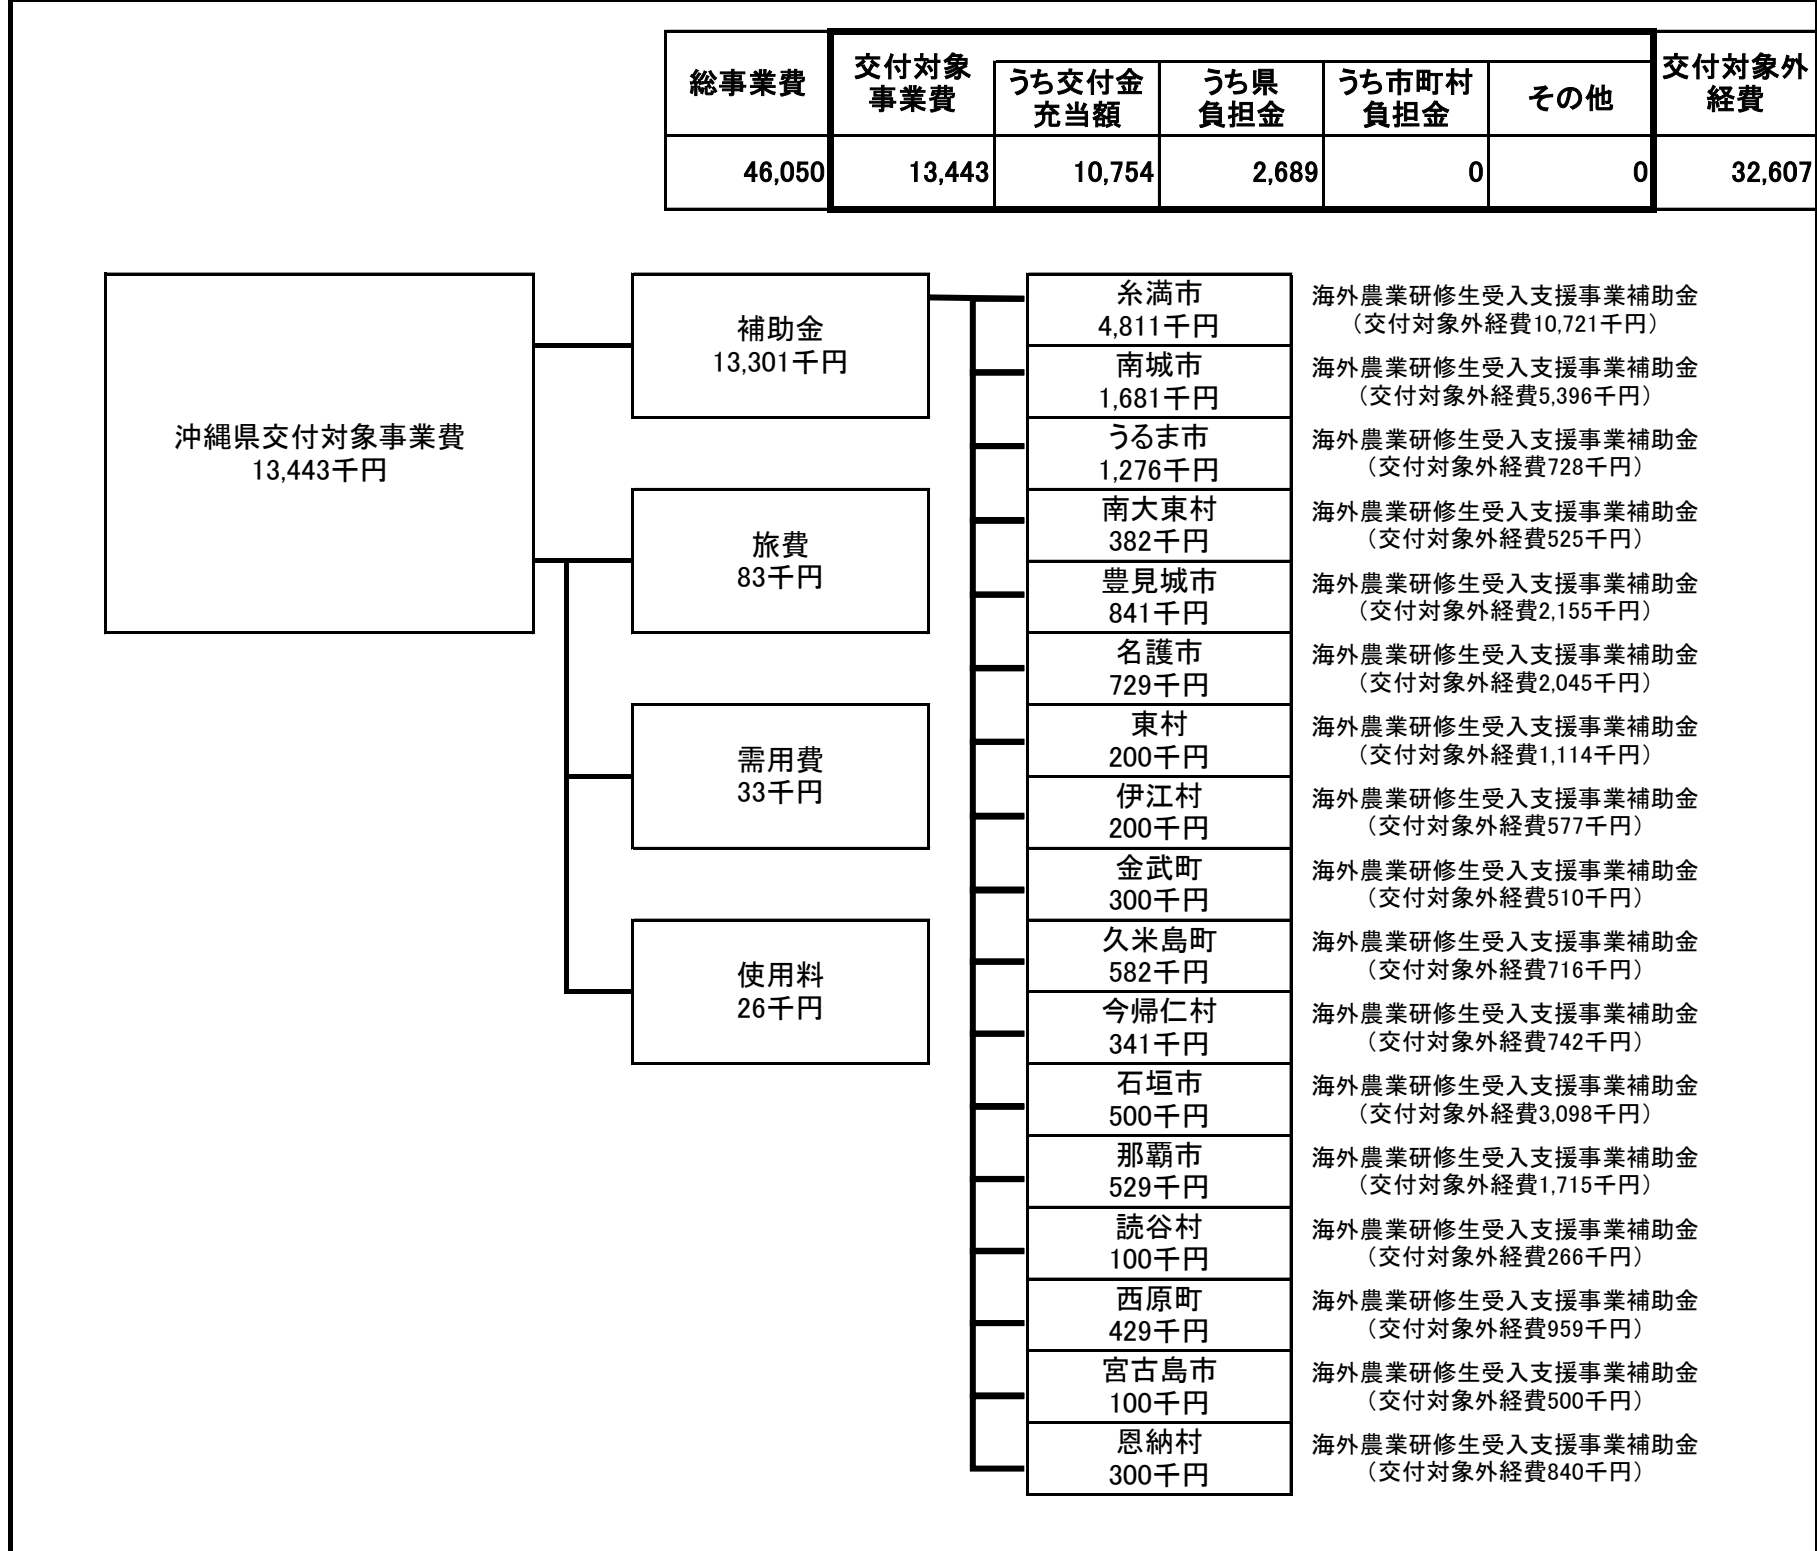 総事業費
交付対象
事業費
うち交付金
充当額
うち県
負担金
うち市町村
負担金
その他
交付対象外
経費
46,050
13,443
10,754
2,689
0
0
32,607
沖縄県交付対象事業費
13,443千円
補助金
13,301千円
旅費
83千円
需用費
33千円
使用料
26千円
糸満市
4,811千円
海外農業研修生受入支援事業補助金
（交付対象外経費10,721千円）
南城市
1,681千円
海外農業研修生受入支援事業補助金
（交付対象外経費5,396千円）
うるま市
1,276千円
海外農業研修生受入支援事業補助金
（交付対象外経費728千円）
南大東村
382千円
海外農業研修生受入支援事業補助金
（交付対象外経費525千円）
豊見城市
841千円
海外農業研修生受入支援事業補助金
（交付対象外経費2,155千円）
名護市
729千円
海外農業研修生受入支援事業補助金
（交付対象外経費2,045千円）
東村
200千円
海外農業研修生受入支援事業補助金
（交付対象外経費1,114千円）
伊江村
200千円
海外農業研修生受入支援事業補助金
（交付対象外経費577千円）
金武町
300千円
海外農業研修生受入支援事業補助金
（交付対象外経費510千円）
久米島町
582千円
海外農業研修生受入支援事業補助金
（交付対象外経費716千円）
今帰仁村
341千円
海外農業研修生受入支援事業補助金
（交付対象外経費742千円）
石垣市
500千円
海外農業研修生受入支援事業補助金
（交付対象外経費3,098千円）
那覇市
529千円
海外農業研修生受入支援事業補助金
（交付対象外経費1,715千円）
読谷村
100千円
海外農業研修生受入支援事業補助金
（交付対象外経費266千円）
西原町
429千円
海外農業研修生受入支援事業補助金
（交付対象外経費959千円）
宮古島市
100千円
海外農業研修生受入支援事業補助金
（交付対象外経費500千円）
恩納村
300千円
海外農業研修生受入支援事業補助金
（交付対象外経費840千円）